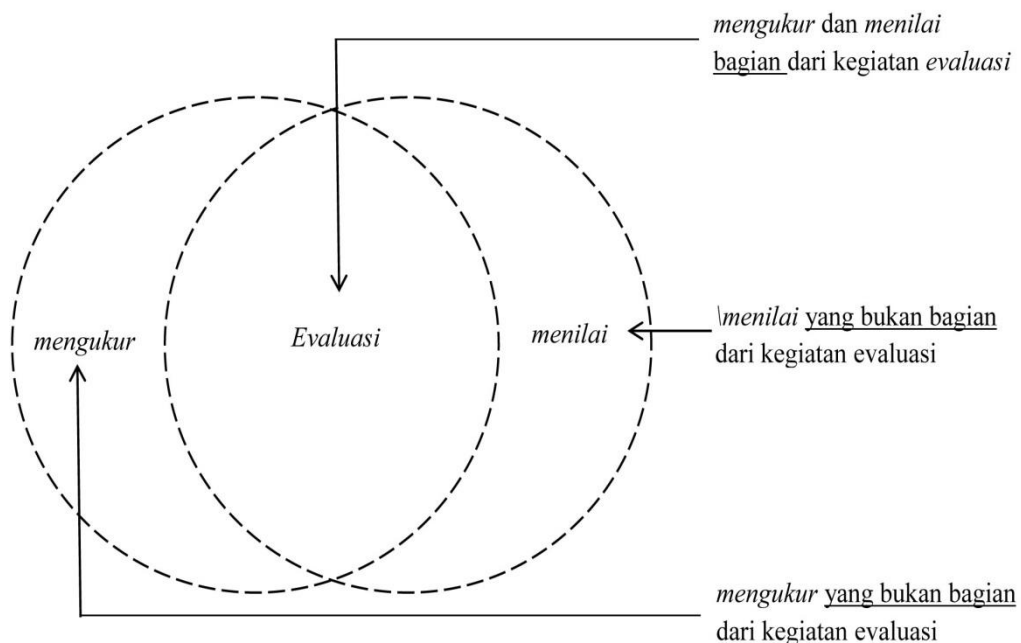 mengukur dan menilai
bagian dari kegiatan evaluasi
mengukur
Evaluasi
menilai
\menilai yang bukan bagian
dari kegiatan evaluasi
mengukur yang bukan bagian
dari kegiatan evaluasi